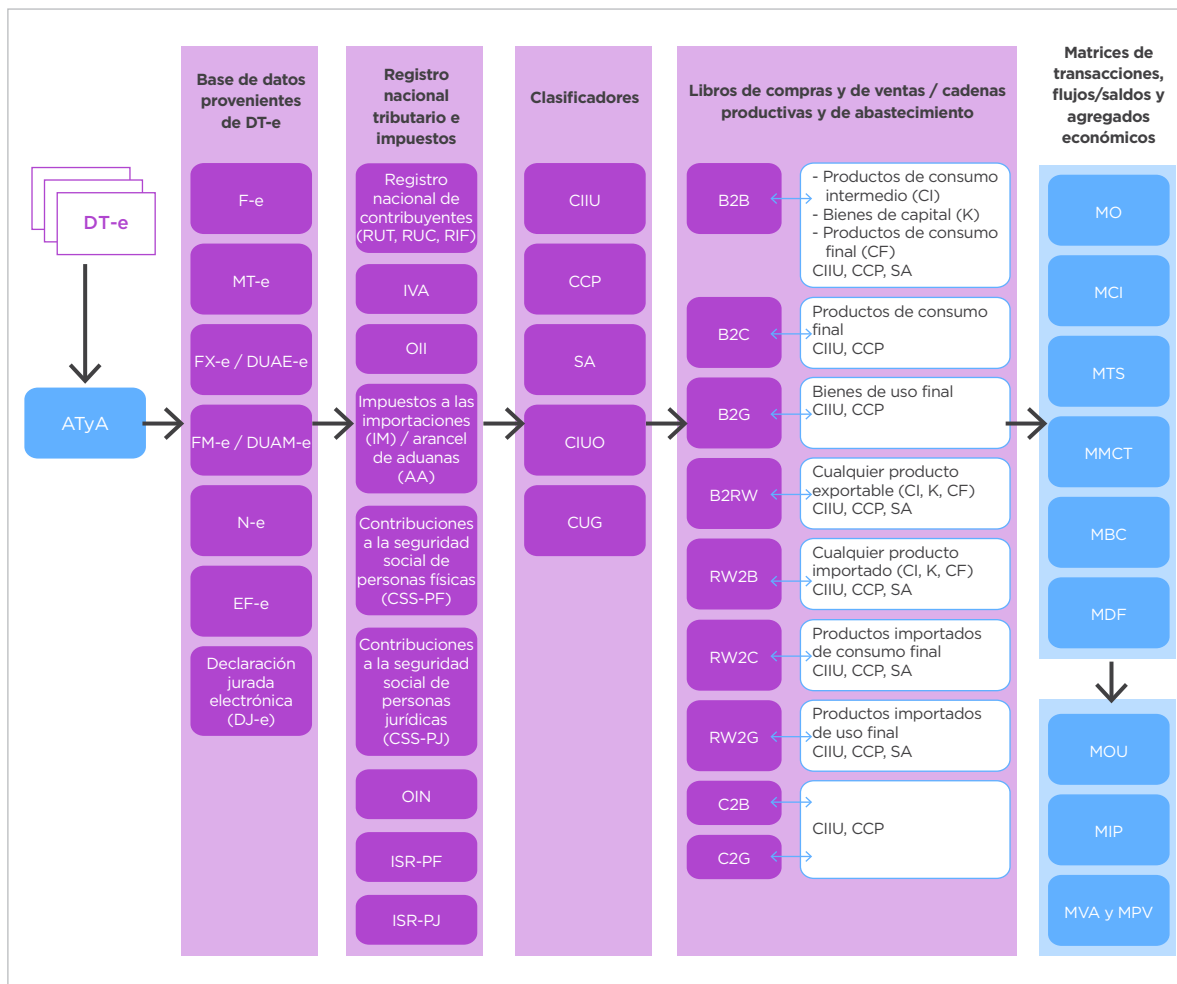 DT-e
ATyA
Base de datos
provenientes
de DT-e
F-e
MT-e
FX-e / DUAE-e
FM-e / DUAM-e
N-e
EF-e
Declaración
jurada
electrónica
(DJ-e)
Registro
nacional
tributario e
impuestos
Registro
nacional de
contribuyentes
(RUT, RUC, RIF)
IVA
OII
Impuestos a las
importaciones
(IM) / arancel
de aduanas
(AA)
Contribuciones
a la seguridad
social de
personas físicas
(CSS-PF)
Contribuciones
a la seguridad
social de
personas
jurídicas
(CSS-PJ)
OIN
ISR-PF
ISR-PJ
Clasificadores
CIIU
CCP
SA
CIUO
CUG
Libros de compras y de ventas / cadenas
productivas y de abastecimiento
B2B
- Productos de consumo
intermedio (CI)
- Bienes de capital (K)
- Productos de consumo
final (CF)
CIIU, CCP, SA
B2C
Productos de consumo
final
CIIU, CCP
B2G
Bienes de uso final
CIIU, CCP
B2RW
Cualquier producto
exportable (CI, K, CF)
CIIU, CCP, SA
RW2B
Cualquier producto
importado (CI, K, CF)
CIIU, CCP, SA
RW2C
Productos importados
de consumo final
CIIU, CCP, SA
RW2G
Productos importados
de uso final
CIIU, CCP, SA
C2B
C2G
CIIU, CCP
Matrices de
transacciones,
flujos/saldos y
agregados
económicos
MO
MCI
MTS
MMCT
MBC
MDF
MOU
MIP
MVA y MPV